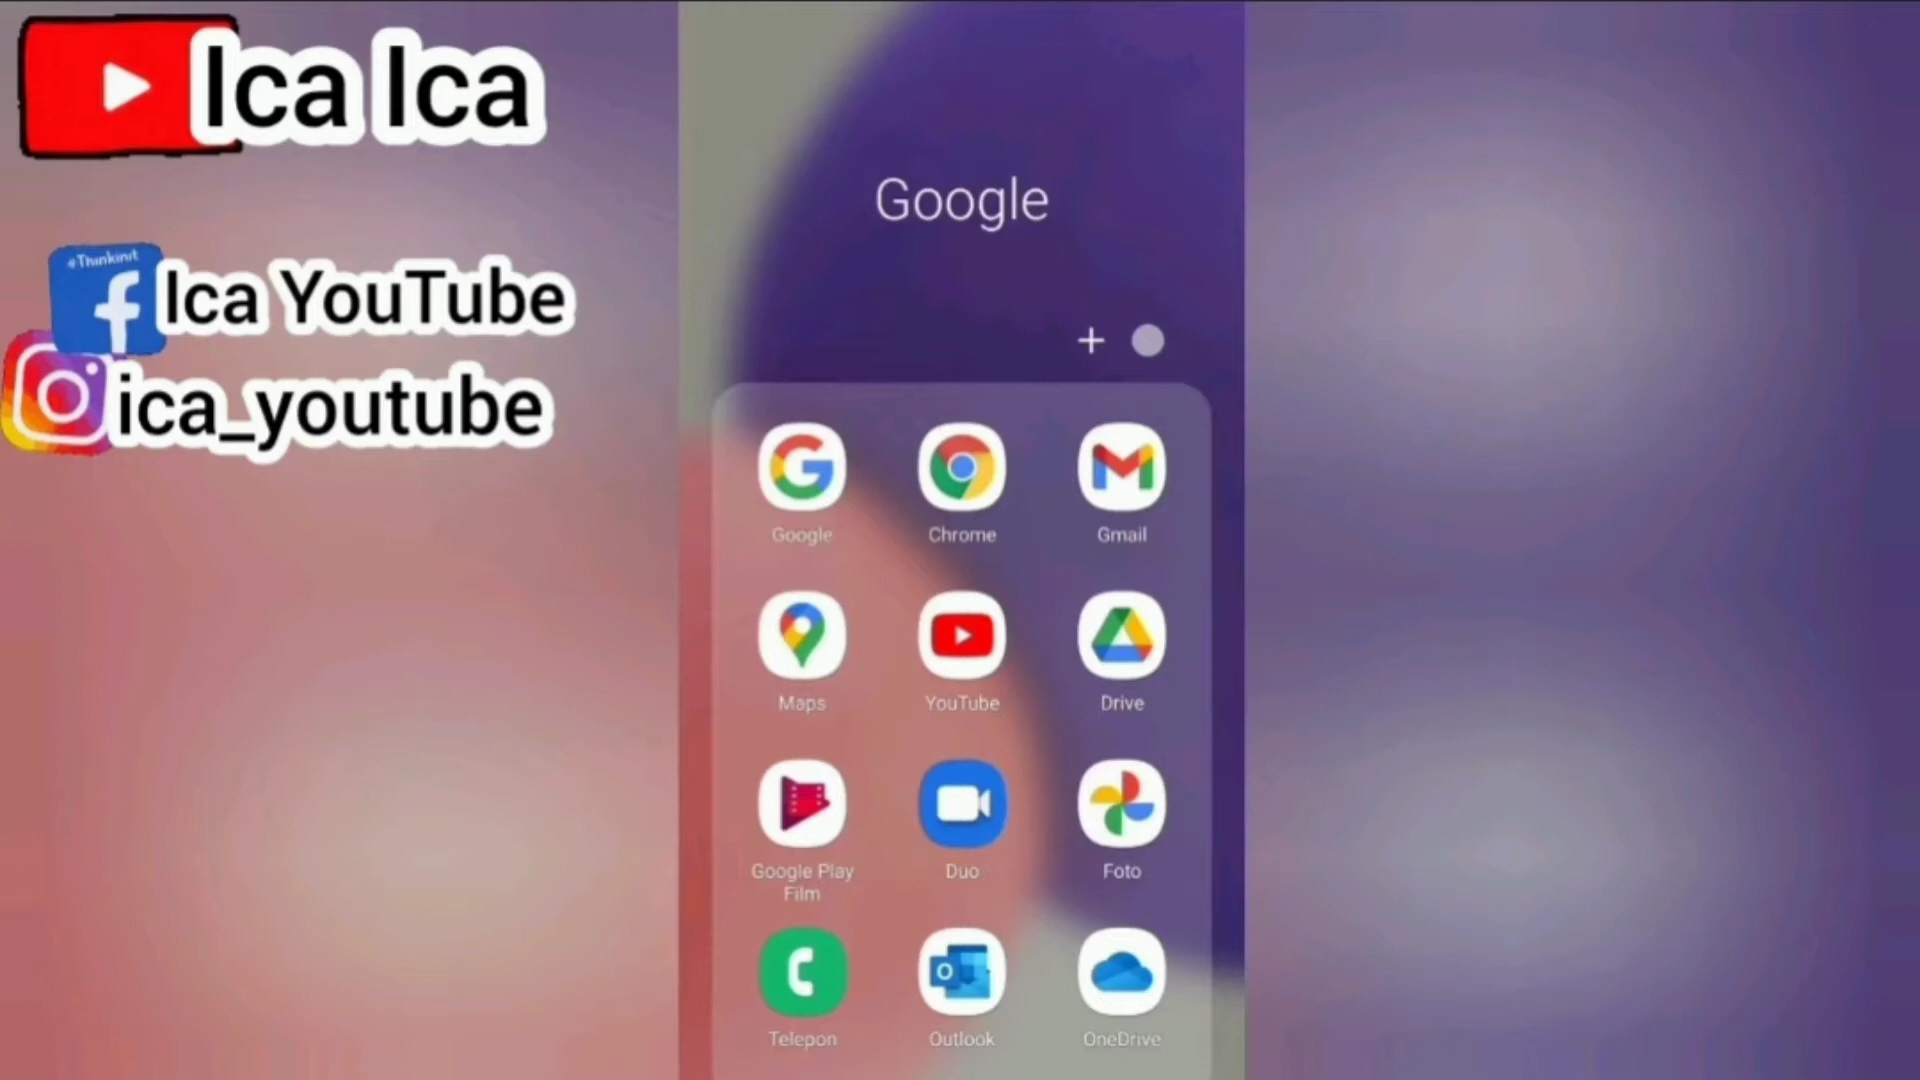 Ica Ica
#Thinkinit
Ica YouTube
ica_youtube
Google
Google
Chrome
Gmail
Maps
YouTube
Drive
Google Play
Film
Duo
Foto
Telepon
Outlook
OneDrive